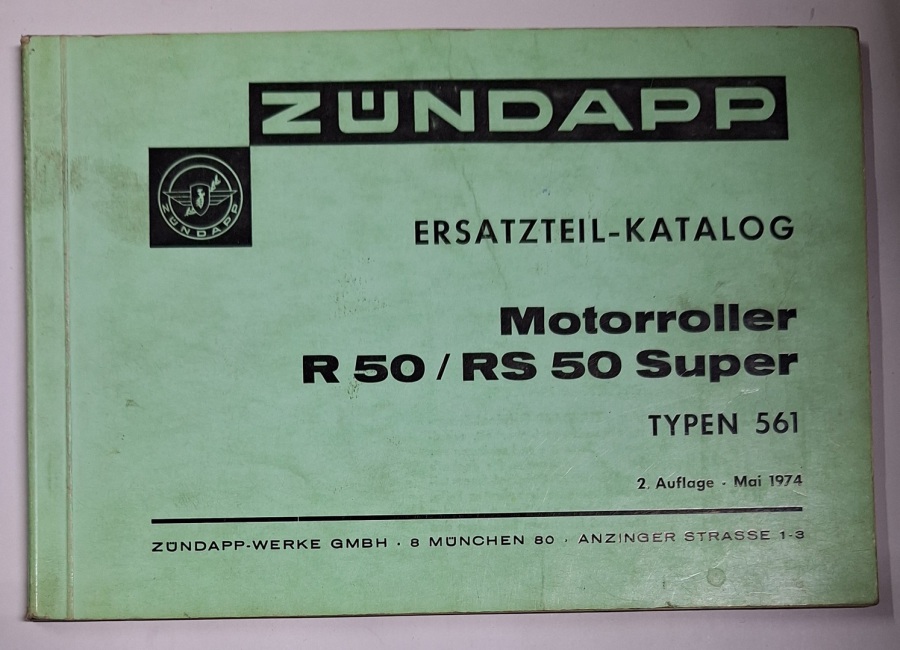 ZÜNDAPP
ZÜNDAPP
ERSATZTEIL-KATALOG
Motorroller
R 50 / RS 50 Super
TYPEN 561
2. Auflage · Mai 1974
ZÜNDAPP-WERKE GMBH · 8 MÜNCHEN 80 · ANZINGER STRASSE 1-3